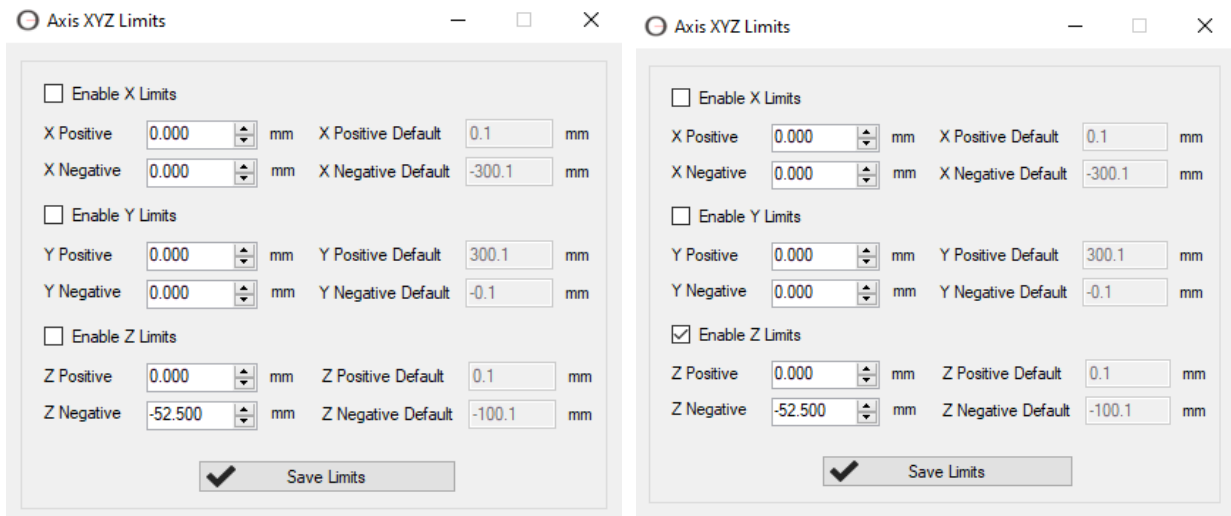 Axis XYZ Limits
Enable X Limits
X Positive 0.000 mm X Positive Default 0.1 mm
X Negative 0.000 mm X Negative Default -300.1 mm
Enable Y Limits
Y Positive 0.000 mm Y Positive Default 300.1 mm
Y Negative 0.000 mm Y Negative Default -0.1 mm
Enable Z Limits
Z Positive 0.000 mm Z Positive Default 0.1 mm
Z Negative -52.500 mm Z Negative Default -100.1 mm
Save Limits
Axis XYZ Limits
Enable X Limits
X Positive 0.000 mm X Positive Default 0.1 mm
X Negative 0.000 mm X Negative Default -300.1 mm
Enable Y Limits
Y Positive 0.000 mm Y Positive Default 300.1 mm
Y Negative 0.000 mm Y Negative Default -0.1 mm
Enable Z Limits
Z Positive 0.000 mm Z Positive Default 0.1 mm
Z Negative -52.500 mm Z Negative Default -100.1 mm
Save Limits